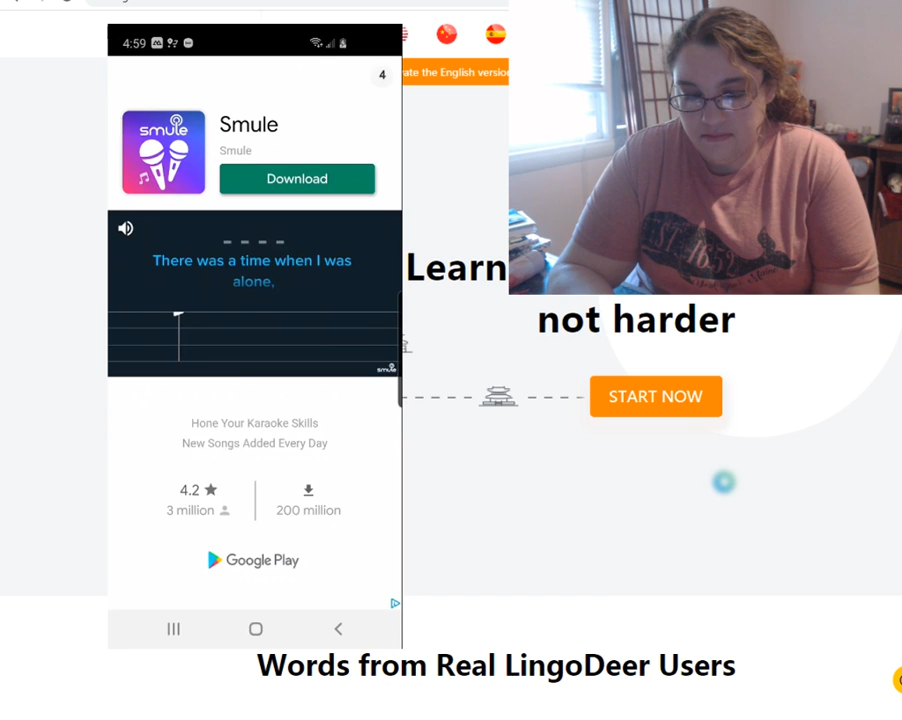 4:59
4
smule
Smule
Smule
Download
ate the English version
There was a time when I was
alone,
smule
Learn
not harder
START NOW
Hone Your Karaoke Skills
New Songs Added Every Day
4.2
3 million
200 million
Google Play
Words from Real LingoDeer Users